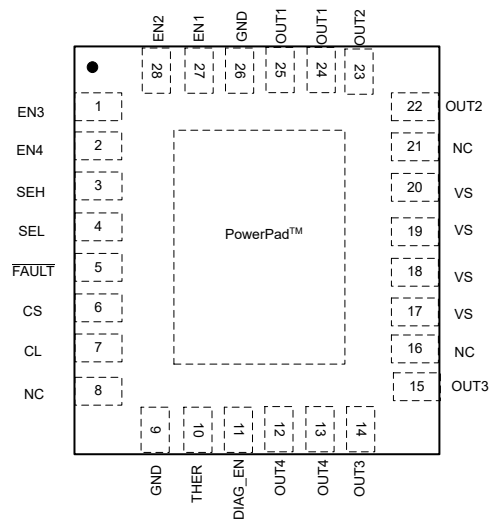 EN2 EN1 GND OUT1 OUT1 OUT2
28 27 26 25 24 23
EN3 1
EN4 2
SEH 3
SEL 4
FAULT 5
CS 6
CL 7
NC 8
PowerPad™
22 OUT2
21 NC
20 VS
19 VS
18 VS
17 VS
16 NC
15 OUT3
9 10 11 12 13 14
GND THER DIAG_EN OUT4 OUT4 OUT3